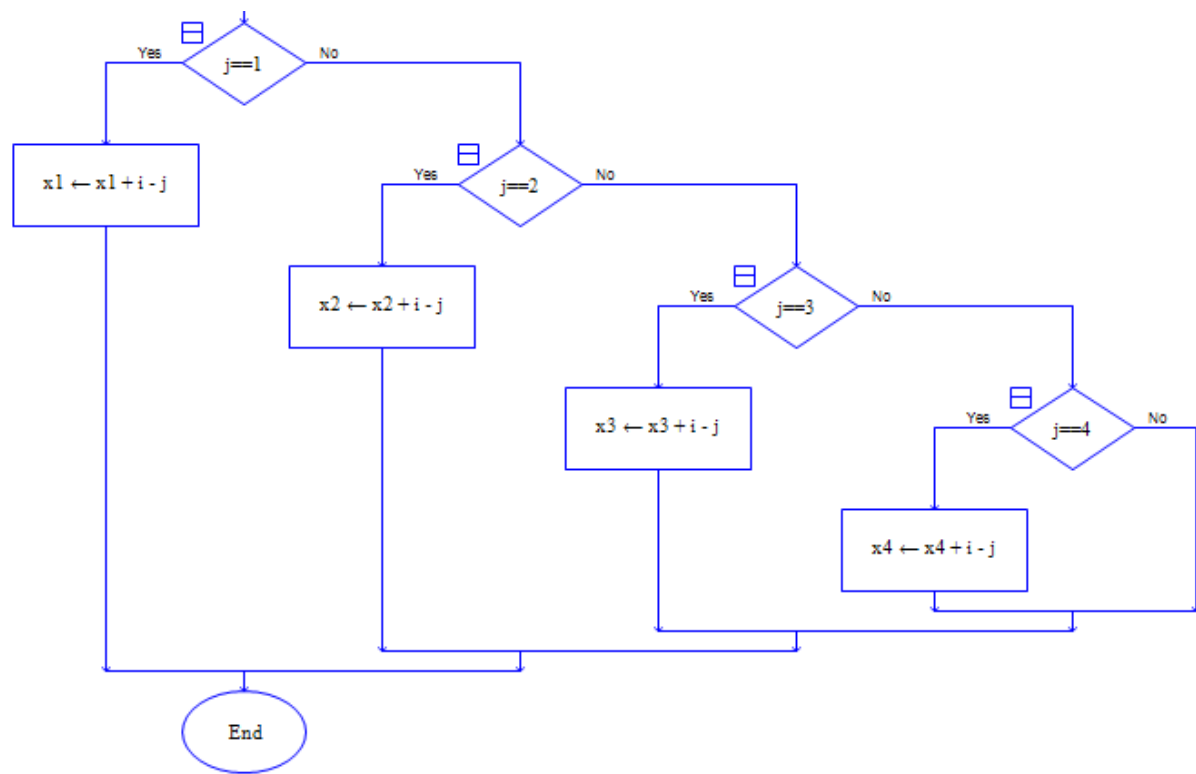 Yes
j==1
No
x1 ← x1 + i - j
Yes
j==2
No
x2 ← x2 + i - j
Yes
j==3
No
x3 ← x3 + i - j
Yes
j==4
No
x4 ← x4 + i - j
End